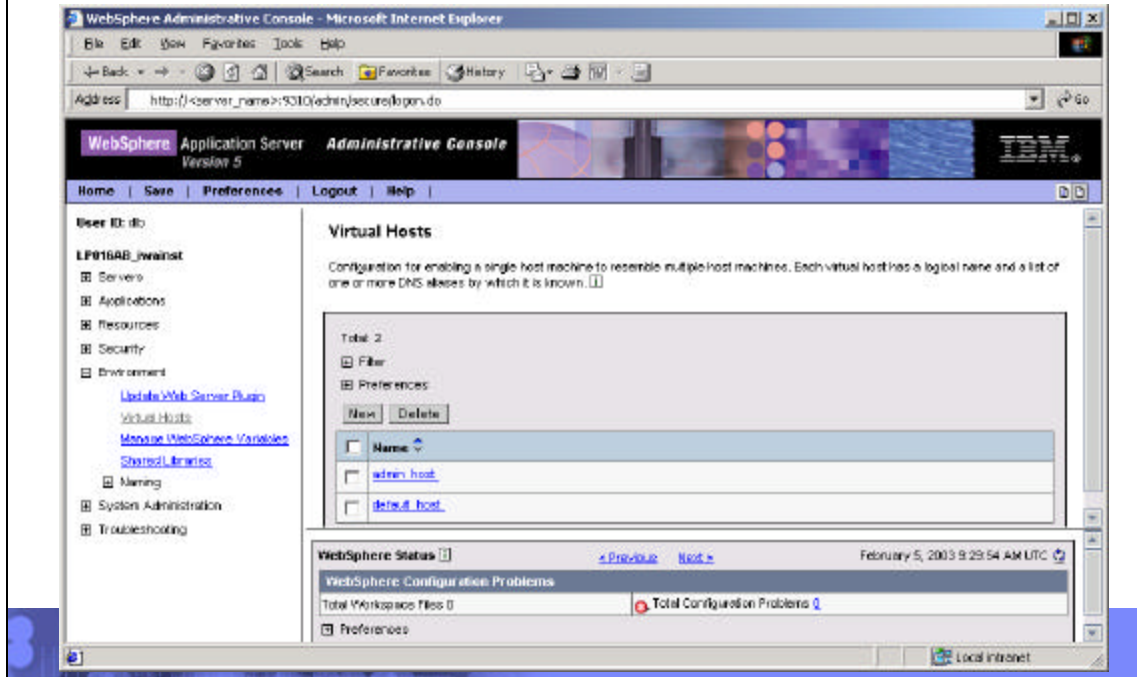 WebSphere Administrative Console - Microsoft Internet Explorer
File Edit View Favorites Tools Help
Back Search Favorites History
Address http://<server_name>:9310/admin/secure/logon.do Go
WebSphere Application Server Administrative Console
Version 5
IBM.
Home | Save | Preferences | Logout | Help |
User ID: db
LP016AB_iwainst
Servers
Applications
Resources
Security
Environment
Update Web Server Plugin
Virtual Hosts
Manage WebSphere Variables
Shared Libraries
Naming
System Administration
Troubleshooting
Virtual Hosts
Configuration for enabling a single host machine to resemble multiple host machines. Each virtual host has a logical name and a list of
one or more DNS aliases by which it is known. i
Total: 2
Filter
Preferences
New Delete
Name
admin_host
default_host
WebSphere Status i < Previous Next > February 5, 2003 9:29:54 AM UTC
WebSphere Configuration Problems
Total Workspace Files 0 Total Configuration Problems 0
Preferences
Local intranet